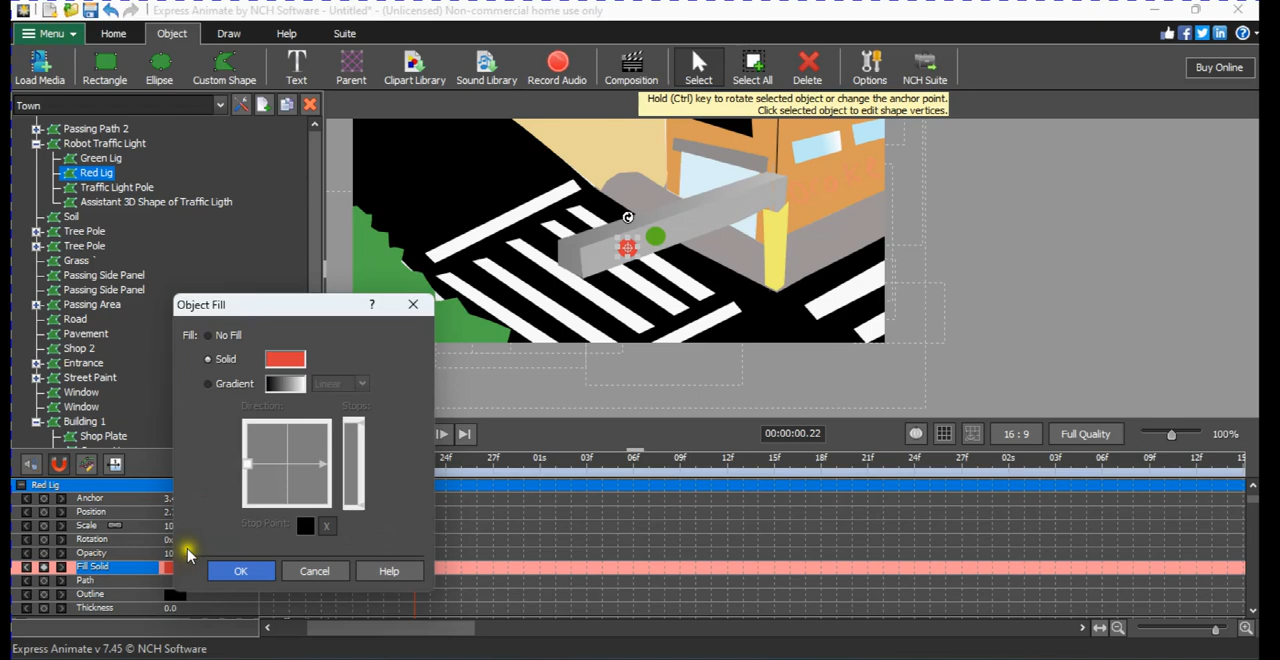 Express Animate by NCH Software - Untitled* - (Unlicensed) Non-commercial home use only
Menu Home Object Draw Help Suite
Load Media Rectangle Ellipse Custom Shape Text Parent Clipart Library Sound Library Record Audio Composition Select Select All Delete Options NCH Suite Buy Online
Town
Hold (Ctrl) key to rotate selected object or change the anchor point.
Click selected object to edit shape vertices.
Passing Path 2
Robot Traffic Light
Green Lig
Red Lig
Traffic Light Pole
Assistant 3D Shape of Traffic Ligth
Soil
Tree Pole
Tree Pole
Grass `
Passing Side Panel
Passing Side Panel
Passing Area
Road
Pavement
Shop 2
Entrance
Street Paint
Window
Window
Building 1
Shop Plate
Object Fill ?
Fill: No Fill
Solid
Gradient Linear
Direction: Stops:
Stop Point: X
OK Cancel Help
00:00:00.22 16 : 9 Full Quality 100%
24f 27f 01s 03f 06f 09f 12f 15f 18f 21f 24f 27f 02s 03f 06f 09f 12f 15
Red Lig
Anchor 3.4
Position 2.
Scale 10
Rotation 0x
Opacity 10
Fill Solid
Path
Outline
Thickness 0.0
Express Animate v 7.45 © NCH Software